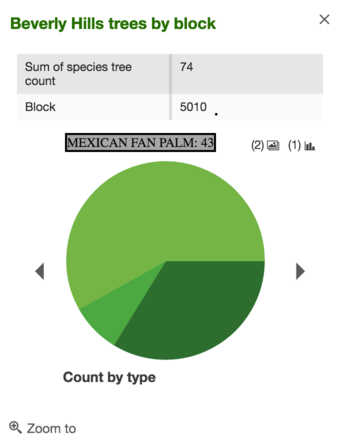 Beverly Hills trees by block
Sum of species tree
count
74
Block
5010
MEXICAN FAN PALM: 43
(2)
(1)
Count by type
Zoom to